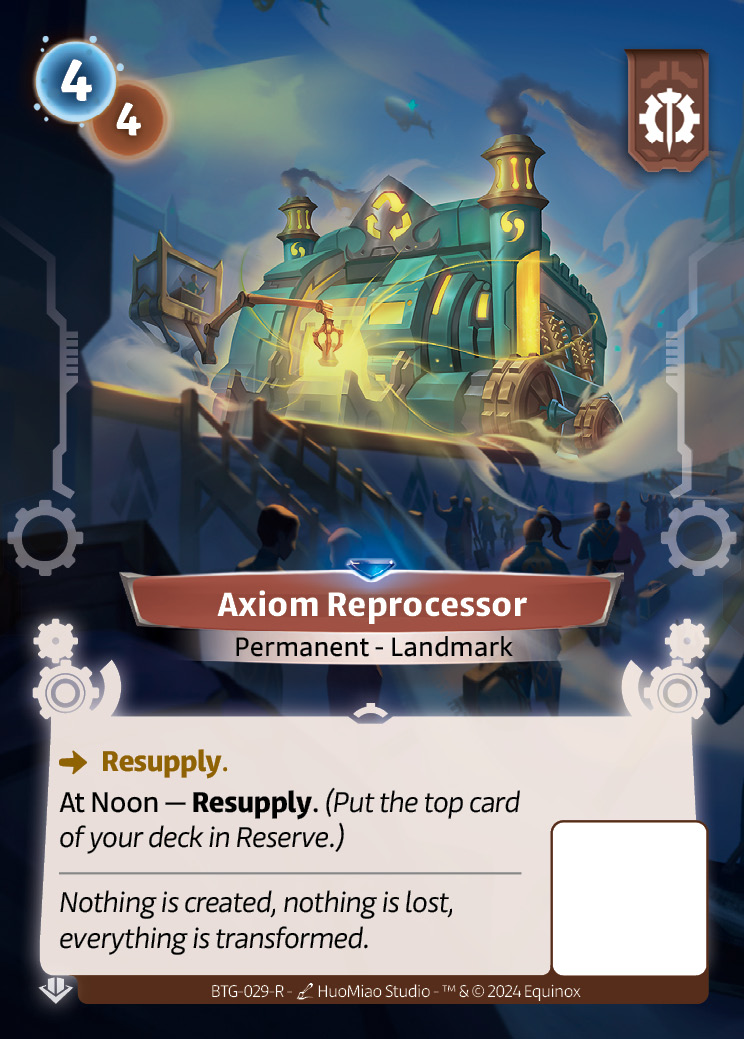 4
4
Axiom Reprocessor
Permanent - Landmark
Resupply.
At Noon — Resupply. (Put the top card
of your deck in Reserve.)
Nothing is created, nothing is lost,
everything is transformed.
BTG-029-R - HuoMiao Studio - ™ & © 2024 Equinox